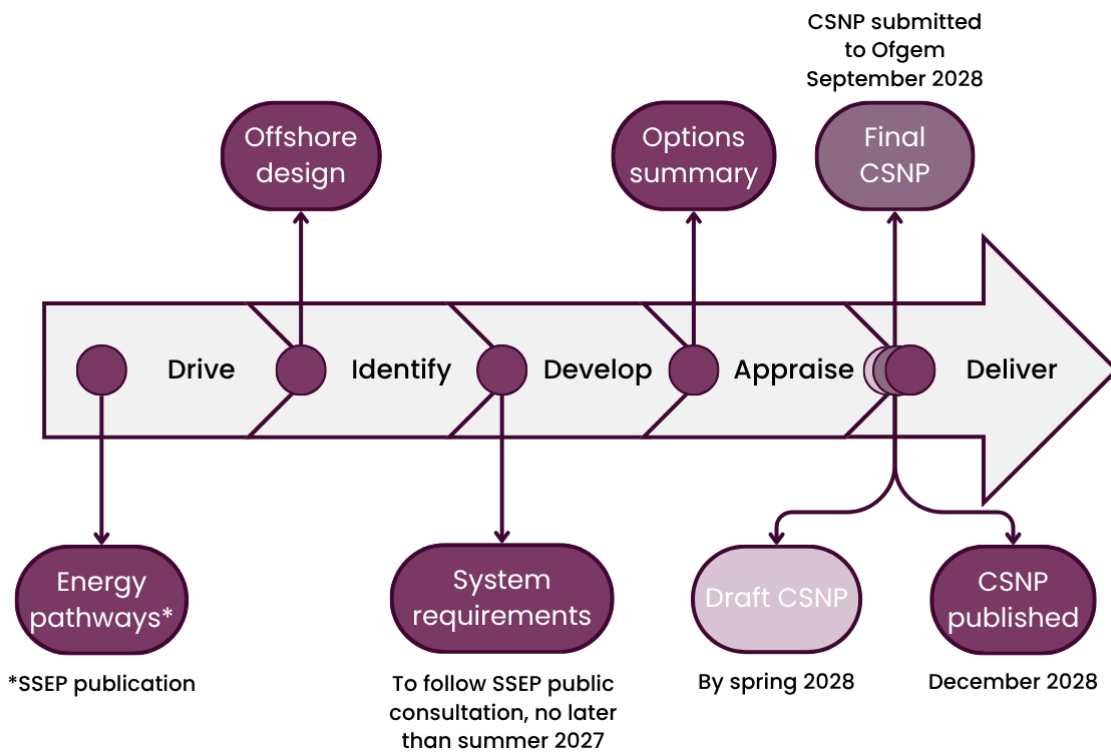 CSNP submitted
to Ofgem
September 2028
Offshore
design
Options
summary
Final
CSNP
Drive
Identify
Develop
Appraise
Deliver
Energy
pathways*
System
requirements
Draft CSNP
CSNP
published
*SSEP publication
To follow SSEP public
consultation, no later
than summer 2027
By spring 2028
December 2028